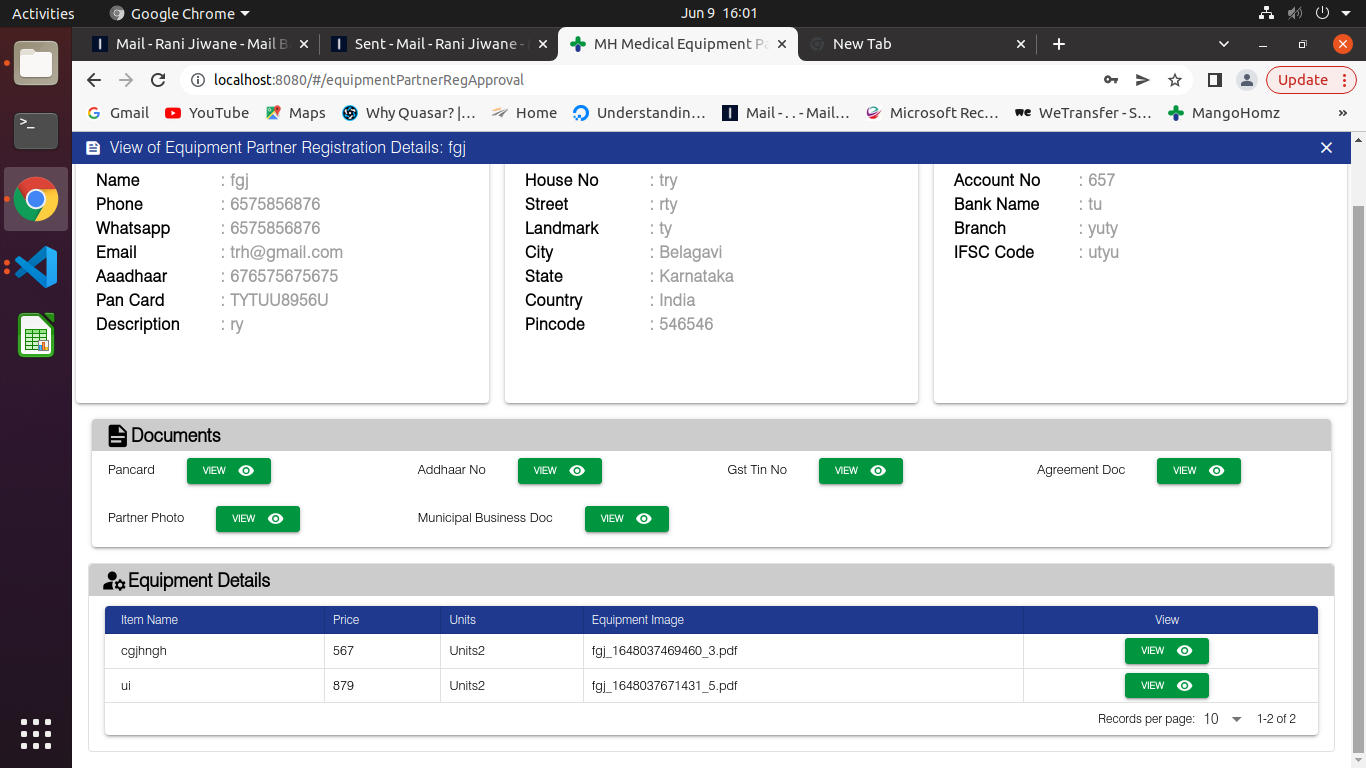 Activities Google Chrome Jun 9 16:01
Mail - Rani Jiwane - Mail B Sent - Mail - Rani Jiwane - MH Medical Equipment Pa New Tab
localhost:8080/#/equipmentPartnerRegApproval Update
Gmail YouTube Maps Why Quasar? |... Home Understandin... Mail - . . - Mail... Microsoft Rec... WeTransfer - S... MangoHomz »
View of Equipment Partner Registration Details: fgj
Name : fgj
Phone : 6575856876
Whatsapp : 6575856876
Email : trh@gmail.com
Aaadhaar : 676575675675
Pan Card : TYTUU8956U
Description : ry
House No : try
Street : rty
Landmark : ty
City : Belagavi
State : Karnataka
Country : India
Pincode : 546546
Account No : 657
Bank Name : tu
Branch : yuty
IFSC Code : utyu
Documents
Pancard VIEW Addhaar No VIEW Gst Tin No VIEW Agreement Doc VIEW
Partner Photo VIEW Municipal Business Doc VIEW
Equipment Details
Item Name Price Units Equipment Image View
cgjhngh 567 Units2 fgj_1648037469460_3.pdf VIEW
ui 879 Units2 fgj_1648037671431_5.pdf VIEW
Records per page: 10 1-2 of 2